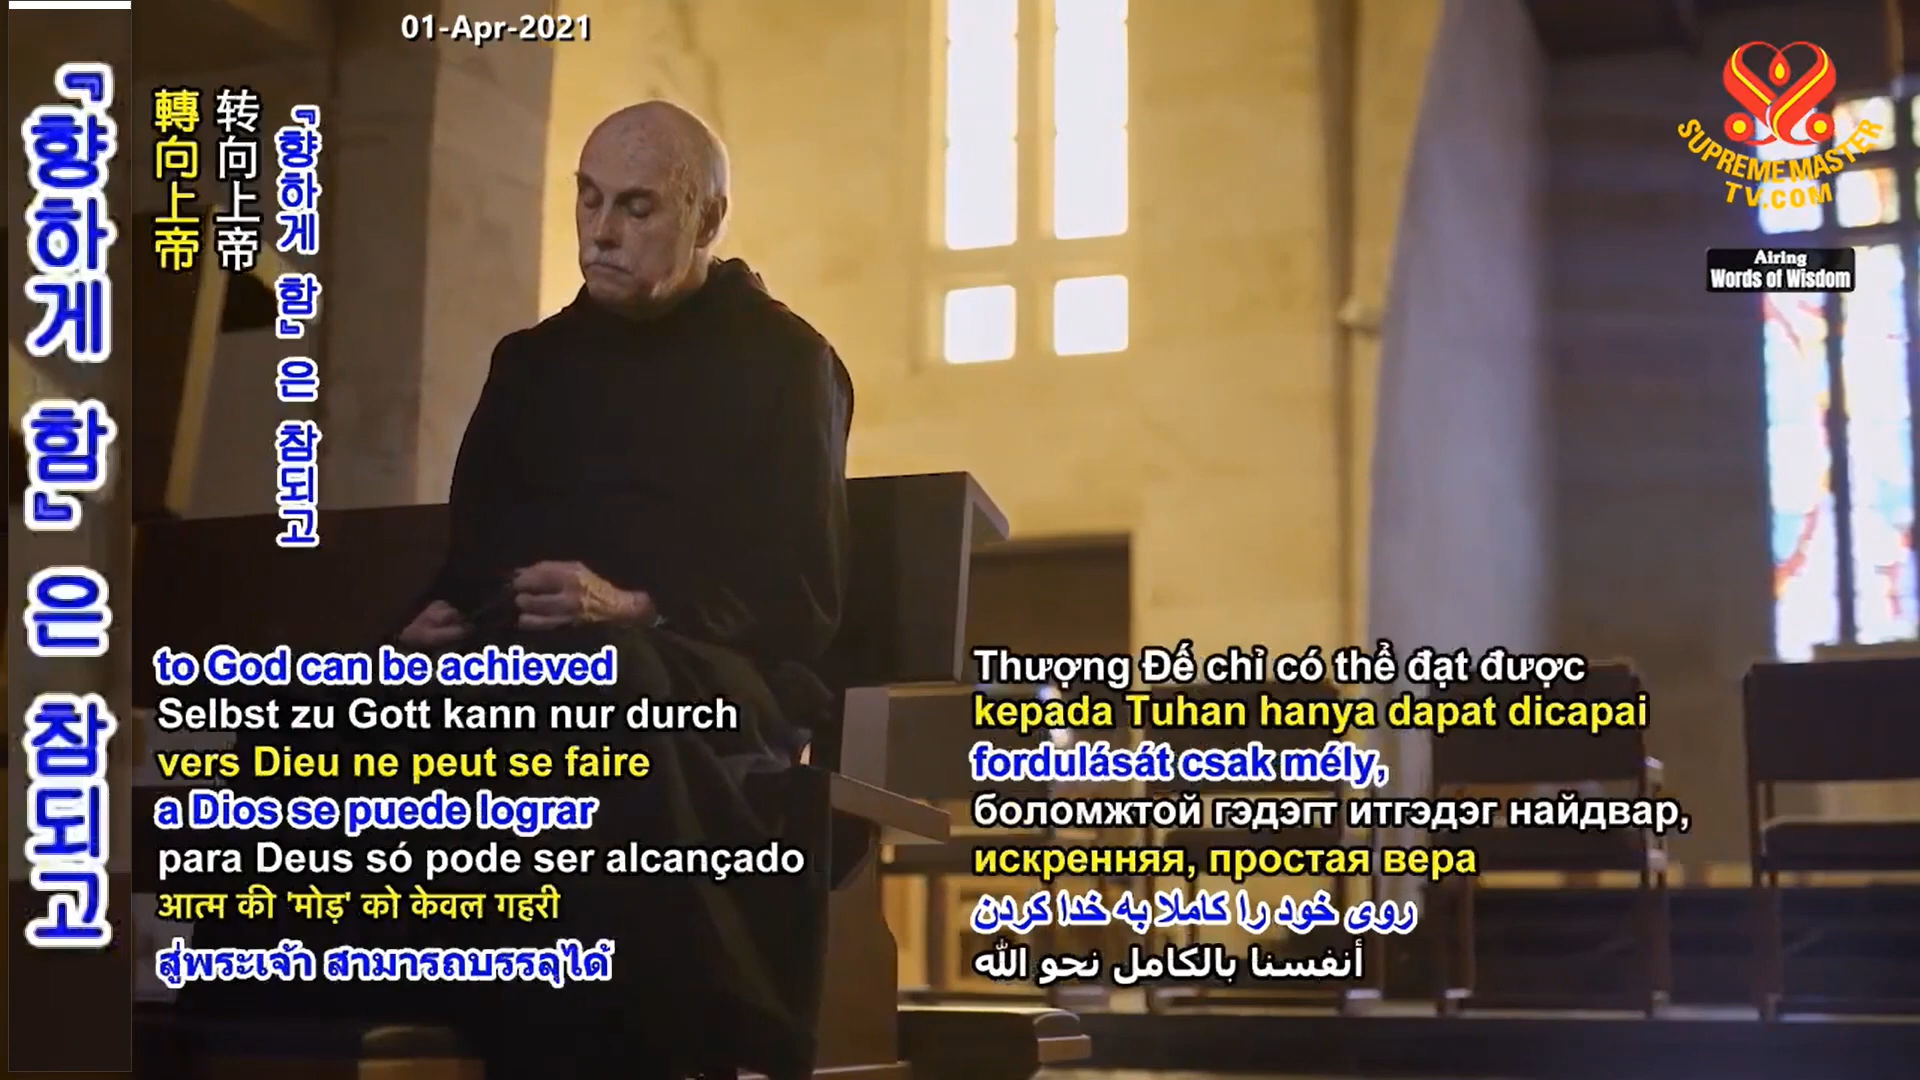 01-Apr-2021
『향하게 함』은 참되고
轉向上帝
转向上帝
『향하게 함』은 참되고
SUPREME MASTER
TV.COM
Airing
Words of Wisdom
to God can be achieved
Selbst zu Gott kann nur durch
vers Dieu ne peut se faire
a Dios se puede lograr
para Deus só pode ser alcançado
आत्म की 'मोड़' को केवल गहरी
สู่พระเจ้า สามารถบรรลุได้
Thượng Đế chỉ có thể đạt được
kepada Tuhan hanya dapat dicapai
fordulását csak mély,
боломжтой гэдэгт итгэдэг найдвар,
искренняя, простая вера
روی خود را کاملا به خدا کردن
أنفسنا بالكامل نحو الله